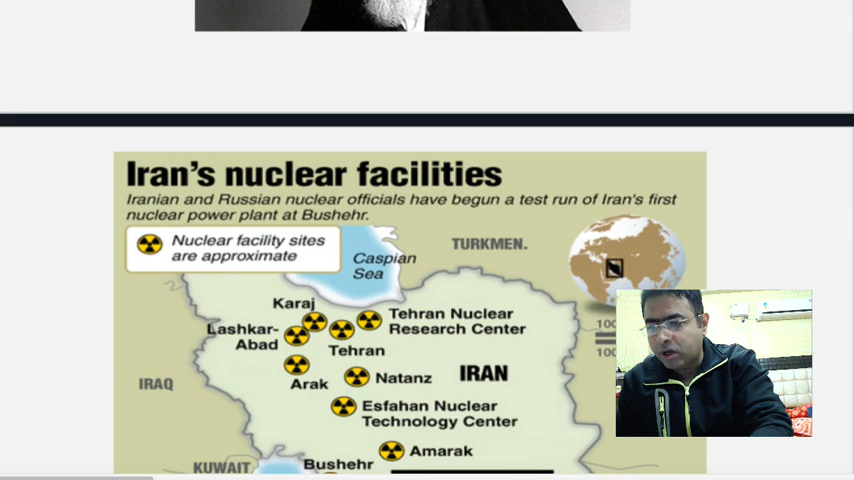 Iran's nuclear facilities
Iranian and Russian nuclear officials have begun a test run of Iran's first
nuclear power plant at Bushehr.
Nuclear facility sites
are approximate
Caspian
Sea
TURKMEN.
Karaj
Tehran Nuclear
Research Center
Lashkar-
Abad
Tehran
100
100
IRAQ
Arak
Natanz
IRAN
Esfahan Nuclear
Technology Center
Amarak
KUWAIT
Bushehr